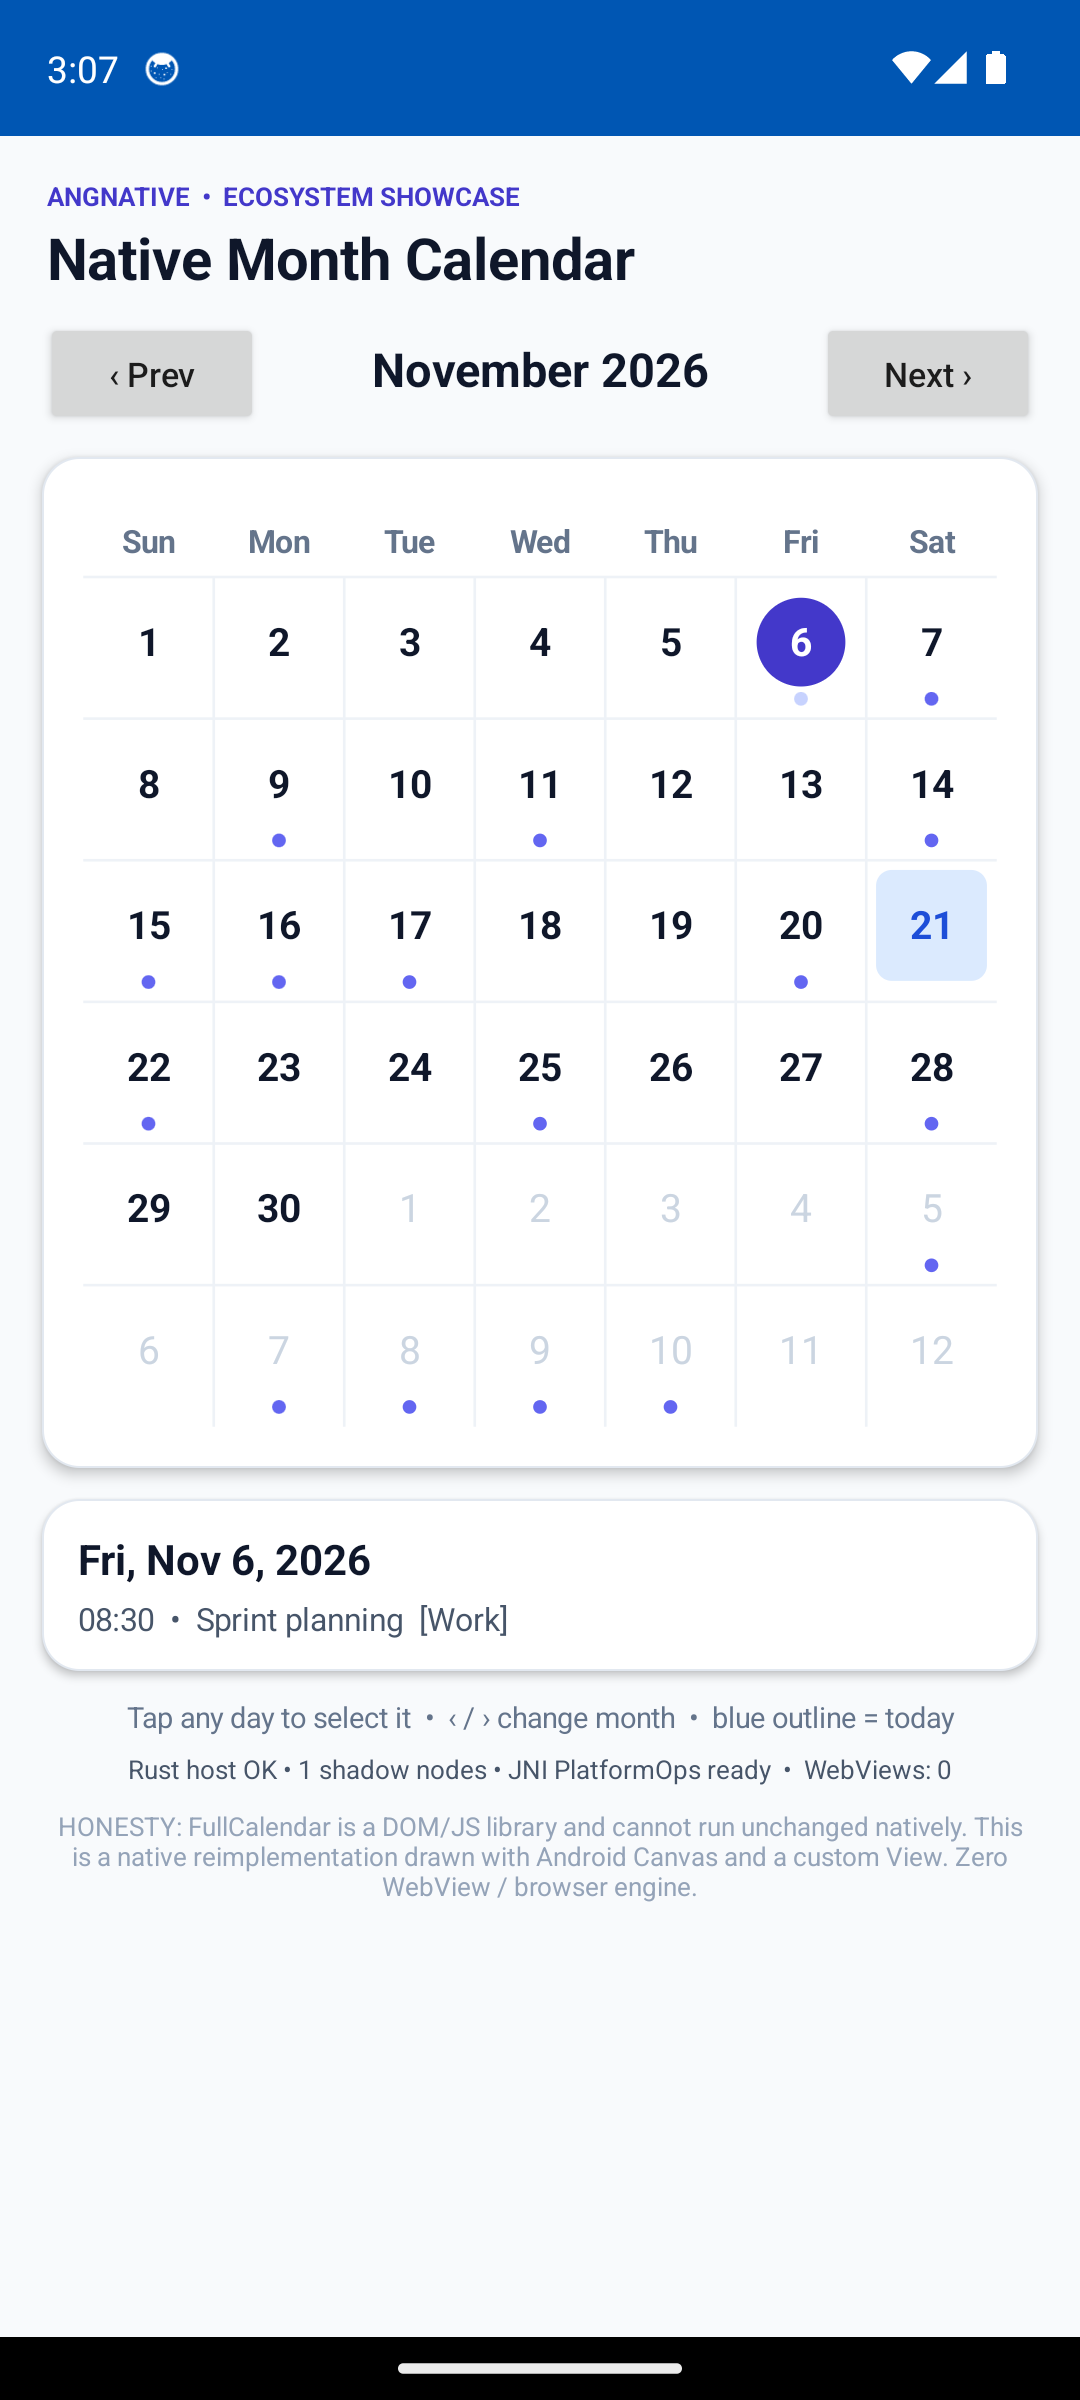 3:07
ANGNATIVE • ECOSYSTEM SHOWCASE
Native Month Calendar
‹ Prev November 2026 Next ›
Sun Mon Tue Wed Thu Fri Sat
1 2 3 4 5 6 7
8 9 10 11 12 13 14
15 16 17 18 19 20 21
22 23 24 25 26 27 28
29 30 1 2 3 4 5
6 7 8 9 10 11 12
Fri, Nov 6, 2026
08:30 • Sprint planning [Work]
Tap any day to select it • ‹ / › change month • blue outline = today
Rust host OK • 1 shadow nodes • JNI PlatformOps ready • WebViews: 0
HONESTY: FullCalendar is a DOM/JS library and cannot run unchanged natively. This
is a native reimplementation drawn with Android Canvas and a custom View. Zero
WebView / browser engine.